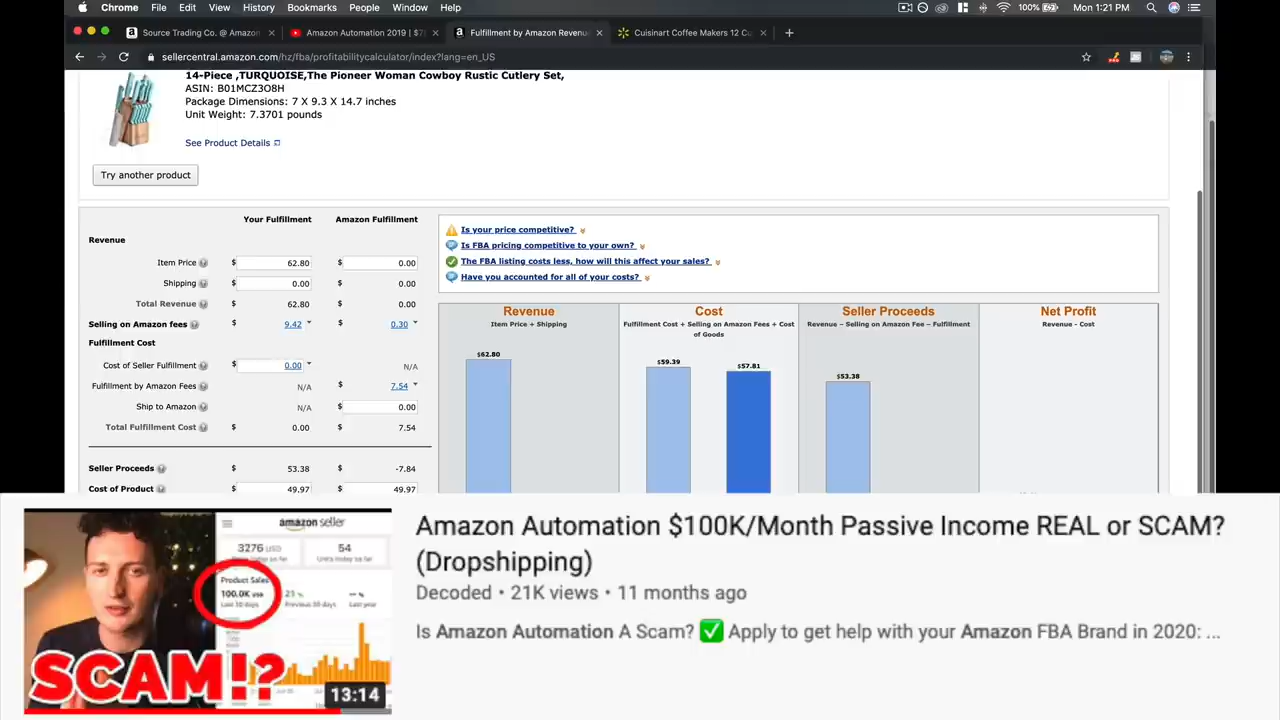 Chrome File Edit View History Bookmarks People Window Help 100% Mon 1:21 PM
Source Trading Co. @ Amazon Amazon Automation 2019 | $7 Fulfillment by Amazon Revenu Cuisinart Coffee Makers 12 Cu
sellercentral.amazon.com/hz/fba/profitabilitycalculator/index?lang=en_US
14-Piece ,TURQUOISE,The Pioneer Woman Cowboy Rustic Cutlery Set,
ASIN: B01MCZ3O8H
Package Dimensions: 7 X 9.3 X 14.7 inches
Unit Weight: 7.3701 pounds
See Product Details
Try another product
Your Fulfillment Amazon Fulfillment
Revenue
Item Price $ 62.80 $ 0.00
Shipping $ 0.00 $ 0.00
Total Revenue $ 62.80 $ 0.00
Selling on Amazon fees $ 9.42 $ 0.30
Fulfillment Cost
Cost of Seller Fulfillment $ 0.00 N/A
Fulfillment by Amazon Fees N/A $ 7.54
Ship to Amazon N/A $ 0.00
Total Fulfillment Cost $ 0.00 $ 7.54
Seller Proceeds $ 53.38 $ -7.84
Cost of Product $ 49.97 $ 49.97
Is your price competitive?
Is FBA pricing competitive to your own?
The FBA listing costs less, how will this affect your sales?
Have you accounted for all of your costs?
Revenue Cost Seller Proceeds Net Profit
Item Price + Shipping
Fulfillment Cost + Selling on Amazon Fees + Cost
of Goods
Revenue - Selling on Amazon Fee - Fulfillment
Revenue - Cost
$62.80 $59.39 $57.81 $53.38
amazon seller
3276 USD 54
Product Sales
100.0K USD
Last 30 days Previous 30 days Last year
SCAM!?
13:14
Amazon Automation $100K/Month Passive Income REAL or SCAM?
(Dropshipping)
Decoded • 21K views • 11 months ago
Is Amazon Automation A Scam? ✅ Apply to get help with your Amazon FBA Brand in 2020: ...